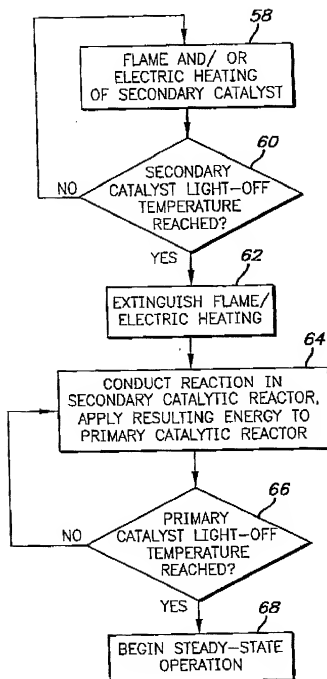 58
FLAME AND/ OR
ELECTRIC HEATING
OF SECONDARY CATALYST
60
SECONDARY
CATALYST LIGHT-OFF
TEMPERATURE
REACHED?
NO
YES
62
EXTINGUISH FLAME/
ELECTRIC HEATING
64
CONDUCT REACTION IN
SECONDARY CATALYTIC REACTOR,
APPLY RESULTING ENERGY TO
PRIMARY CATALYTIC REACTOR
66
PRIMARY
CATALYST LIGHT-OFF
TEMPERATURE
REACHED?
NO
YES
68
BEGIN STEADY-STATE
OPERATION